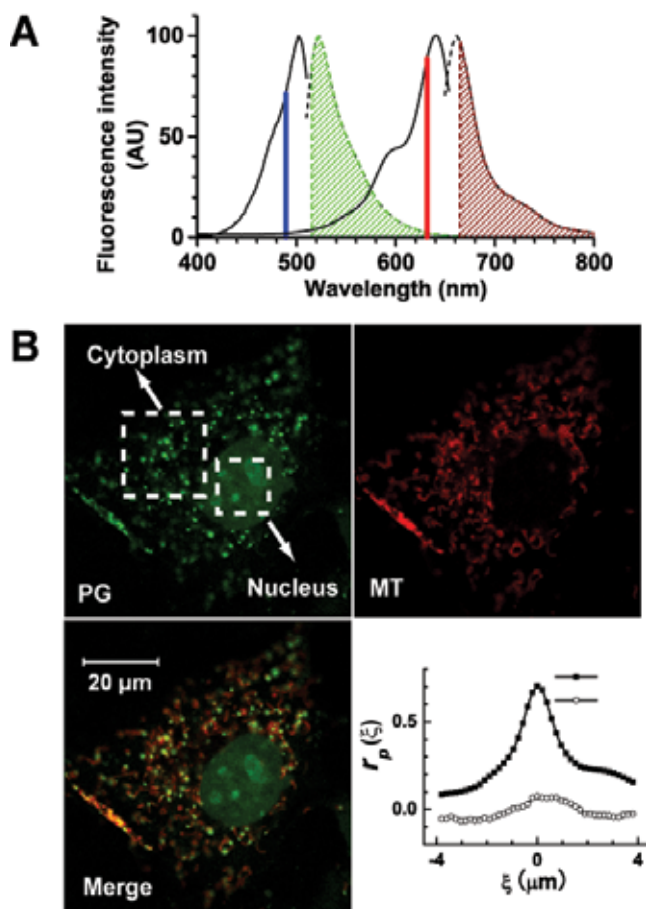 A
Fluorescence intensity
(AU)
100
50
0
400 500 600 700 800
Wavelength (nm)
B
Cytoplasm
Nucleus
PG
MT
20 μm
Merge
r_p(ξ)
0.5
0.0
-4 0 4
ξ (μm)